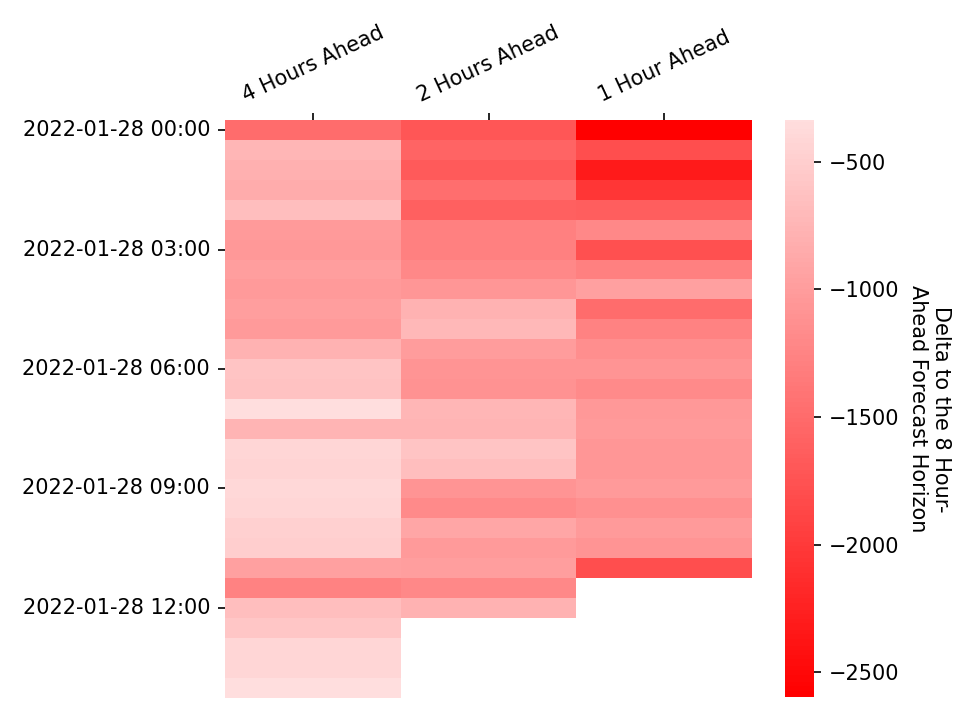 4 Hours Ahead
2 Hours Ahead
1 Hour Ahead
2022-01-28 00:00
2022-01-28 03:00
2022-01-28 06:00
2022-01-28 09:00
2022-01-28 12:00
−500
−1000
−1500
−2000
−2500
Delta to the 8 Hour-
Ahead Forecast Horizon